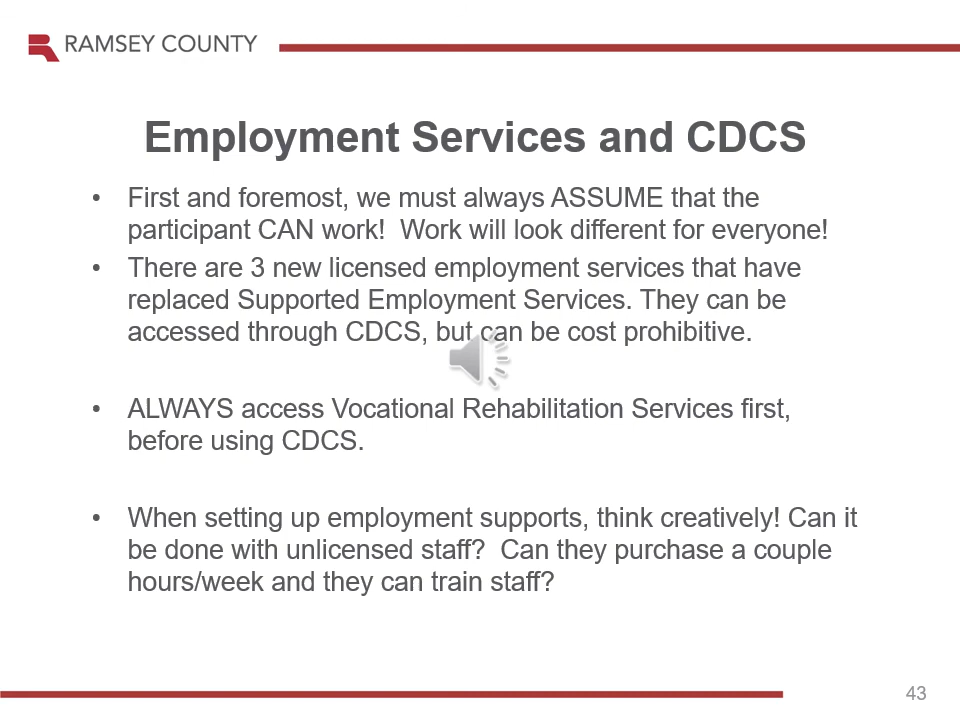 RAMSEY COUNTY
Employment Services and CDCS
• First and foremost, we must always ASSUME that the
participant CAN work!  Work will look different for everyone!
• There are 3 new licensed employment services that have
replaced Supported Employment Services. They can be
accessed through CDCS, but can be cost prohibitive.
• ALWAYS access Vocational Rehabilitation Services first,
before using CDCS.
• When setting up employment supports, think creatively! Can it
be done with unlicensed staff?  Can they purchase a couple
hours/week and they can train staff?
43